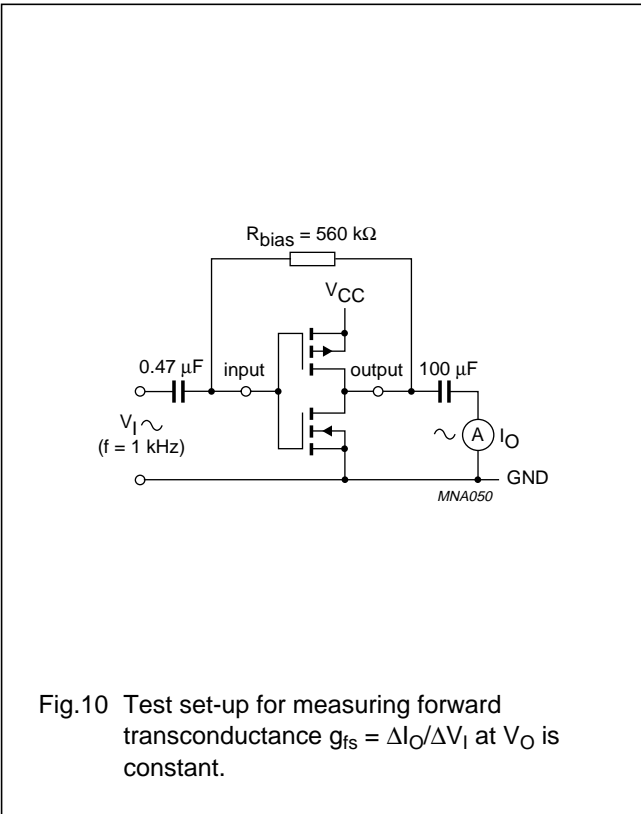 R_bias = 560 kΩ
V_CC
0.47 μF
input
output
100 μF
V_I ~
(f = 1 kHz)
~ A I_O
GND
MNA050
Fig.10 Test set-up for measuring forward
transconductance g_fs = ΔI_O/ΔV_I at V_O is
constant.